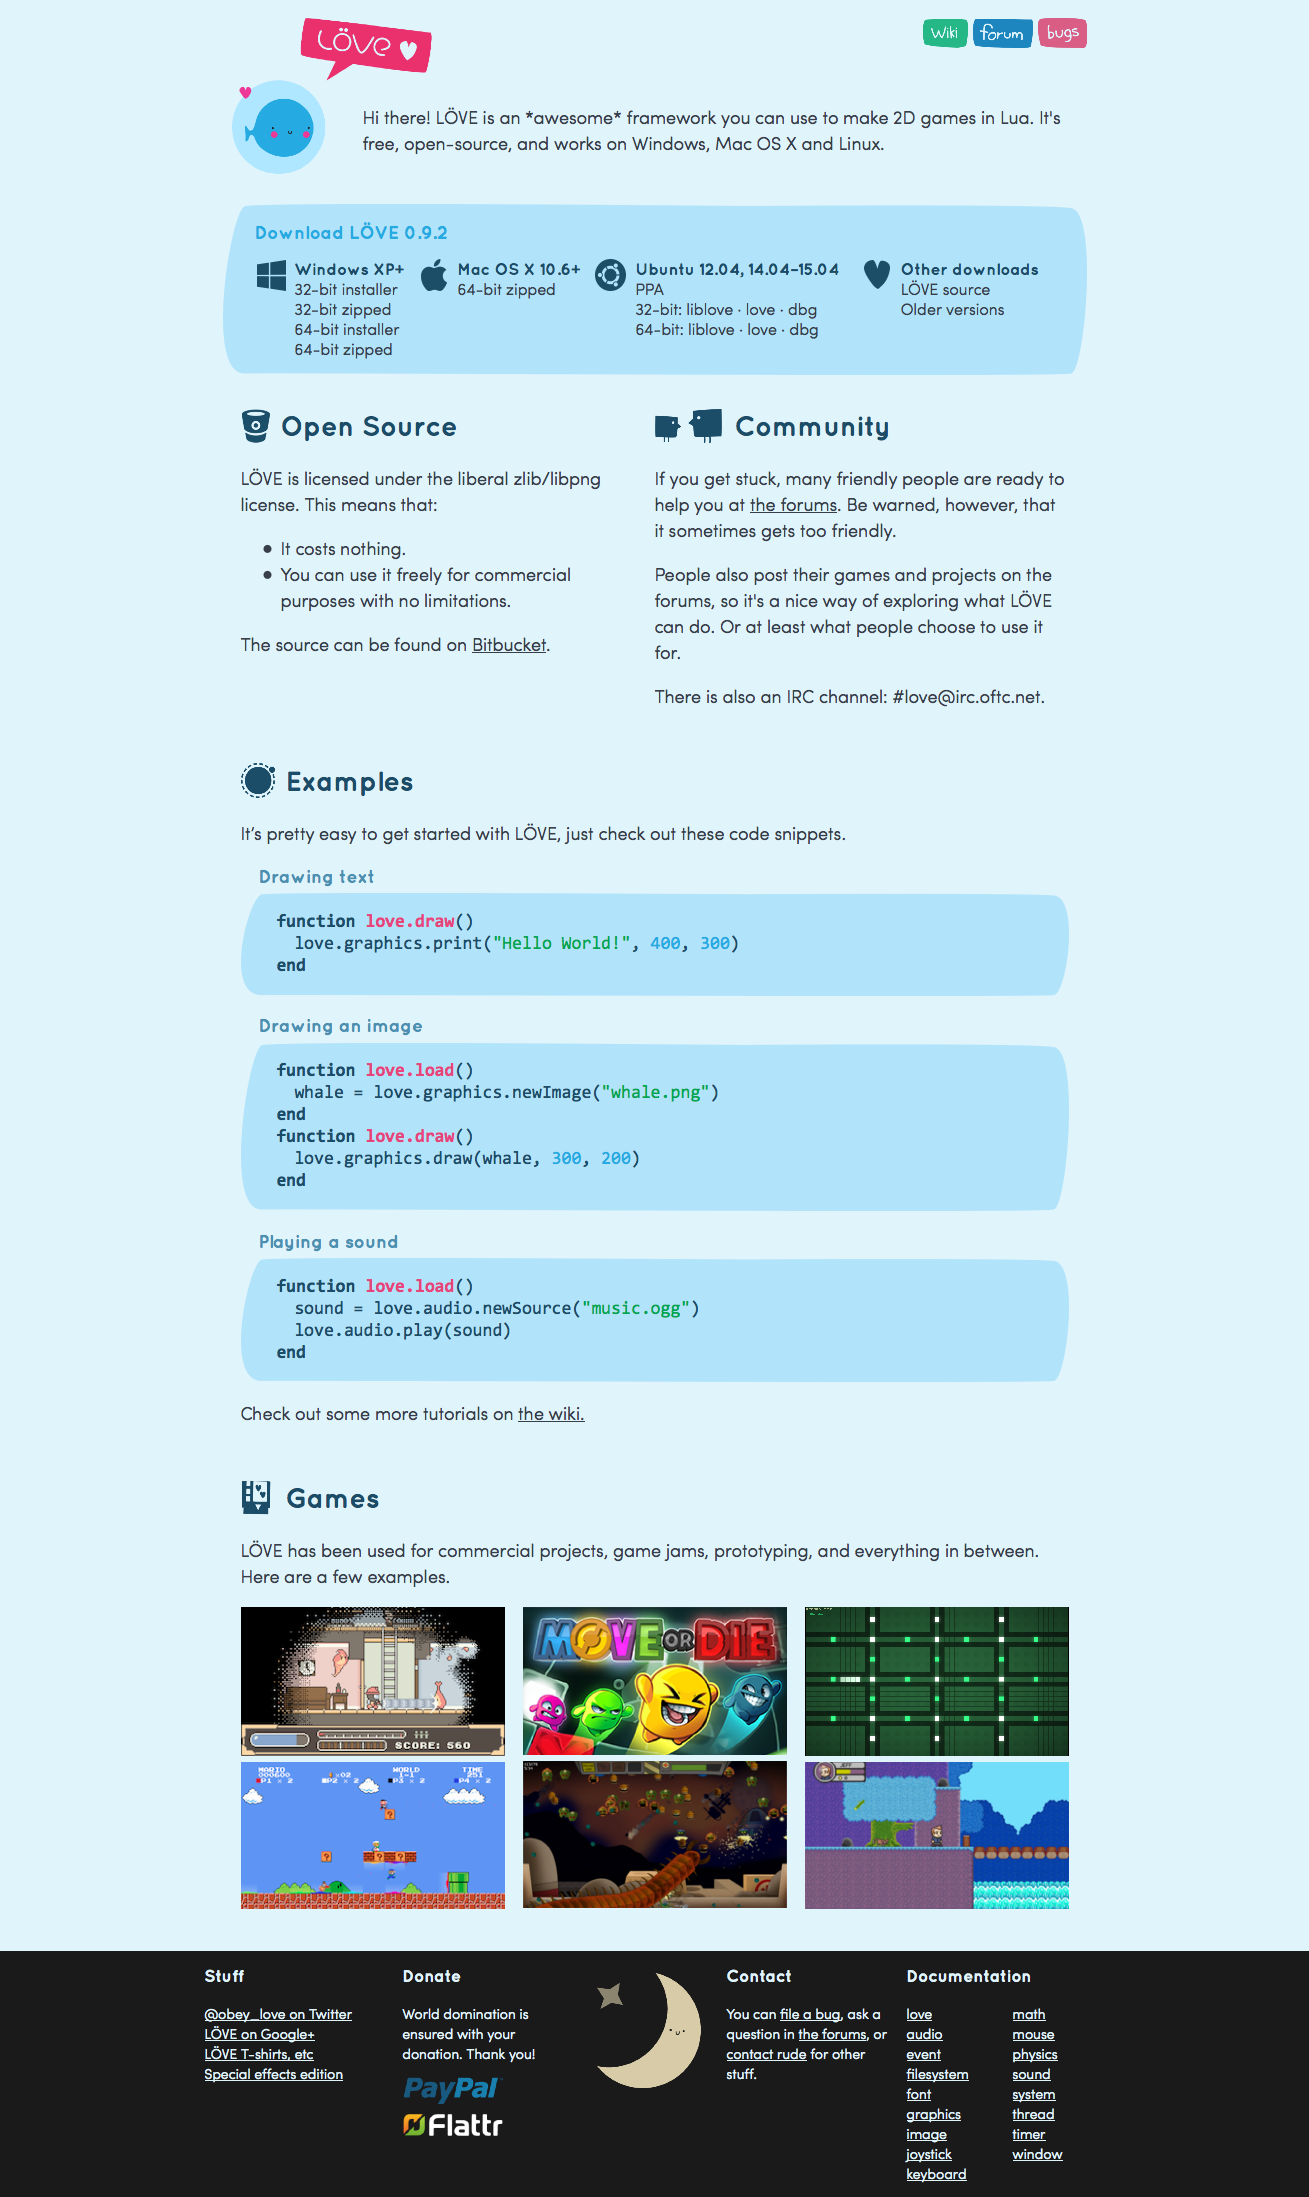 LÖVE
Wiki forum bugs
Hi there! LÖVE is an *awesome* framework you can use to make 2D games in Lua. It's
free, open-source, and works on Windows, Mac OS X and Linux.
Download LÖVE 0.9.2
Windows XP+
32-bit installer
32-bit zipped
64-bit installer
64-bit zipped
Mac OS X 10.6+
64-bit zipped
Ubuntu 12.04, 14.04-15.04
PPA
32-bit: liblove · love · dbg
64-bit: liblove · love · dbg
Other downloads
LÖVE source
Older versions
Open Source
LÖVE is licensed under the liberal zlib/libpng
license. This means that:
● It costs nothing.
● You can use it freely for commercial
purposes with no limitations.
The source can be found on Bitbucket.
Community
If you get stuck, many friendly people are ready to
help you at the forums. Be warned, however, that
it sometimes gets too friendly.
People also post their games and projects on the
forums, so it's a nice way of exploring what LÖVE
can do. Or at least what people choose to use it
for.
There is also an IRC channel: #love@irc.oftc.net.
Examples
It’s pretty easy to get started with LÖVE, just check out these code snippets.
Drawing text
function love.draw()
  love.graphics.print("Hello World!", 400, 300)
end
Drawing an image
function love.load()
  whale = love.graphics.newImage("whale.png")
end
function love.draw()
  love.graphics.draw(whale, 300, 200)
end
Playing a sound
function love.load()
  sound = love.audio.newSource("music.ogg")
  love.audio.play(sound)
end
Check out some more tutorials on the wiki.
Games
LÖVE has been used for commercial projects, game jams, prototyping, and everything in between.
Here are a few examples.
SCORE: 560
MOVE OR DIE
MARIO WORLD TIME
000600 ×02 1-1 251
P1 × 2 P2 × 2 P3 × 2 P4 × 2
JEFF
Stuff
@obey_love on Twitter
LÖVE on Google+
LÖVE T-shirts, etc
Special effects edition
Donate
World domination is
ensured with your
donation. Thank you!
PayPal
Flattr
Contact
You can file a bug, ask a
question in the forums, or
contact rude for other
stuff.
Documentation
love
audio
event
filesystem
font
graphics
image
joystick
keyboard
math
mouse
physics
sound
system
thread
timer
window